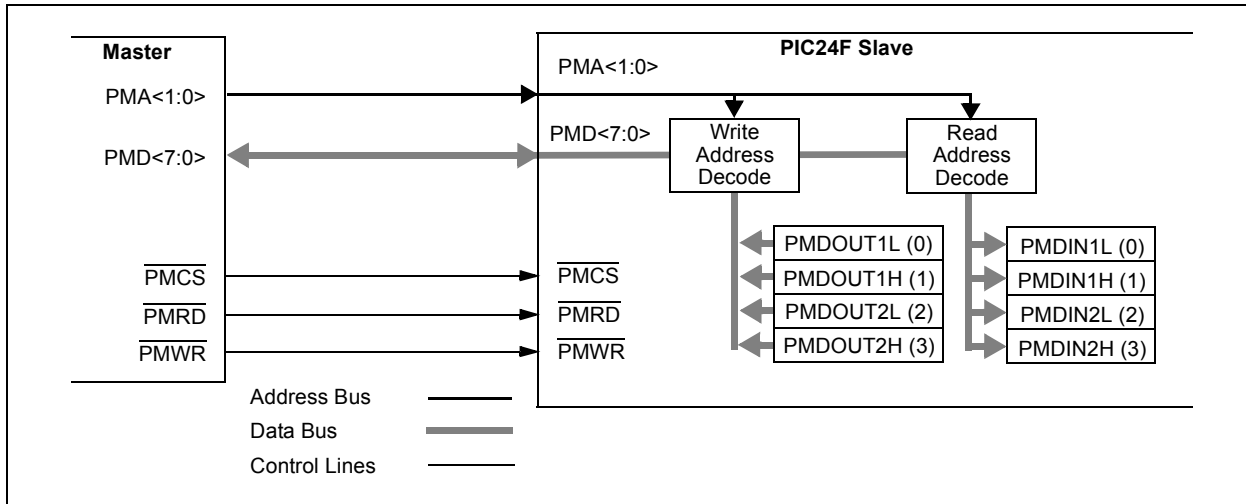 Master
PIC24F Slave
PMA<1:0>
PMA<1:0>
PMD<7:0>
PMD<7:0>
Write
Address
Decode
Read
Address
Decode
PMDOUT1L (0)
PMDOUT1H (1)
PMDOUT2L (2)
PMDOUT2H (3)
PMDIN1L (0)
PMDIN1H (1)
PMDIN2L (2)
PMDIN2H (3)
PMCS
PMCS
PMRD
PMRD
PMWR
PMWR
Address Bus
Data Bus
Control Lines